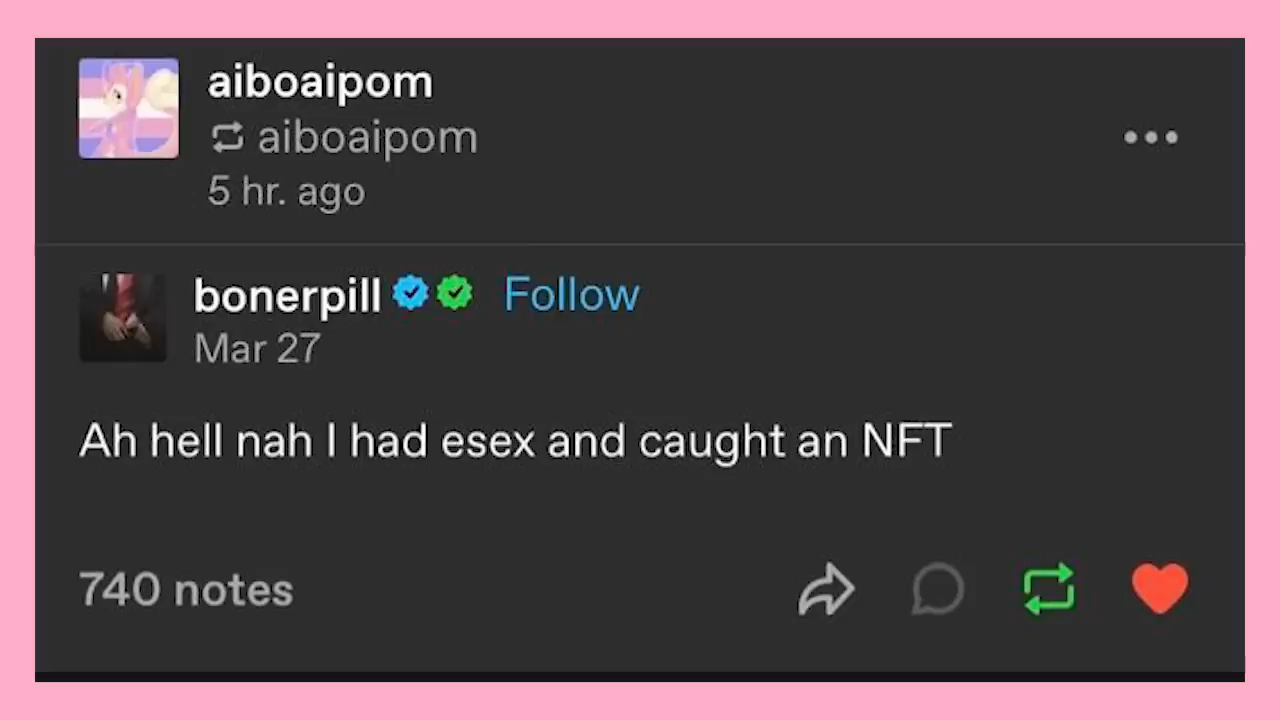 aiboaipom
aiboaipom
5 hr. ago
bonerpill Follow
Mar 27
Ah hell nah I had esex and caught an NFT
740 notes